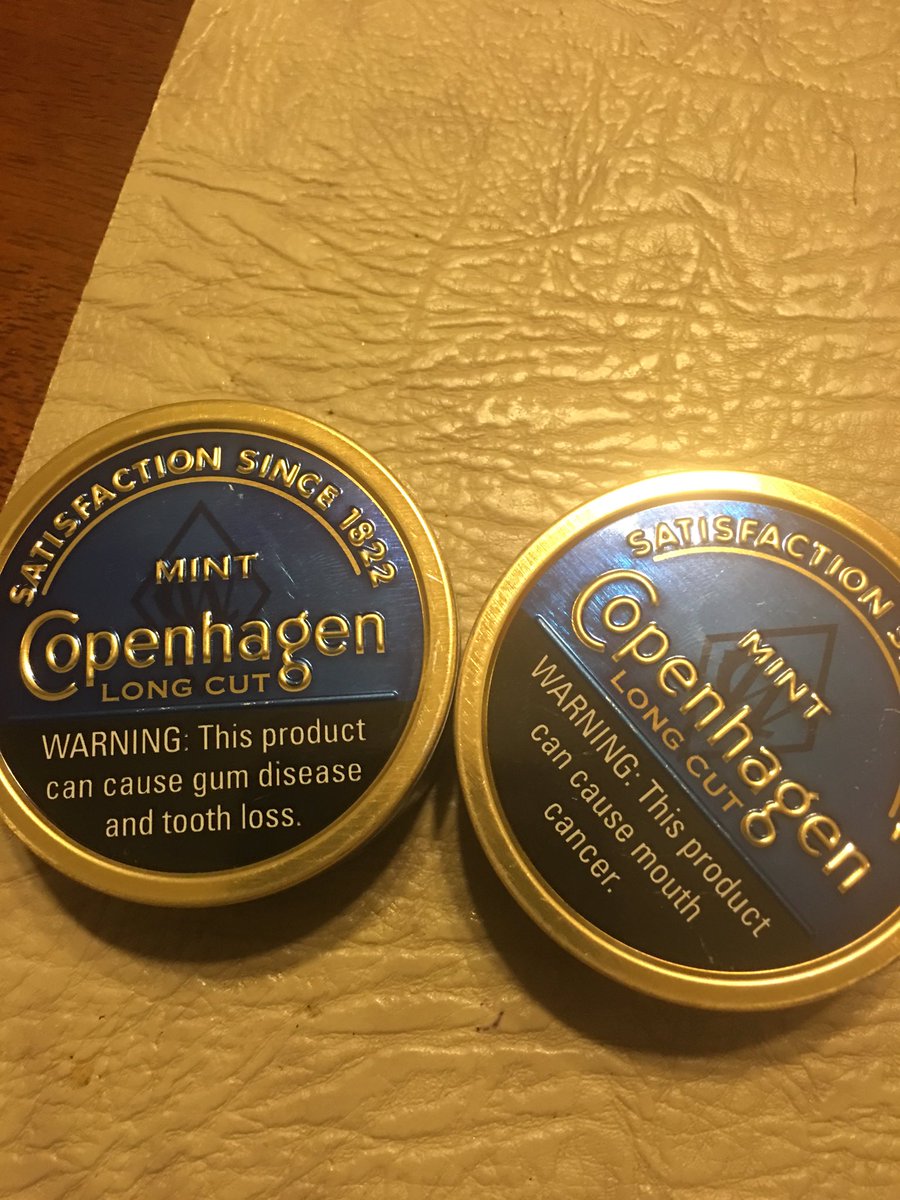 SATISFACTION SINCE 1822
MINT
Copenhagen
LONG CUT
WARNING: This product
can cause gum disease
and tooth loss.
SATISFACTION
MINT
Copenhagen
LONG CUT
WARNING: This product
can cause mouth
cancer.